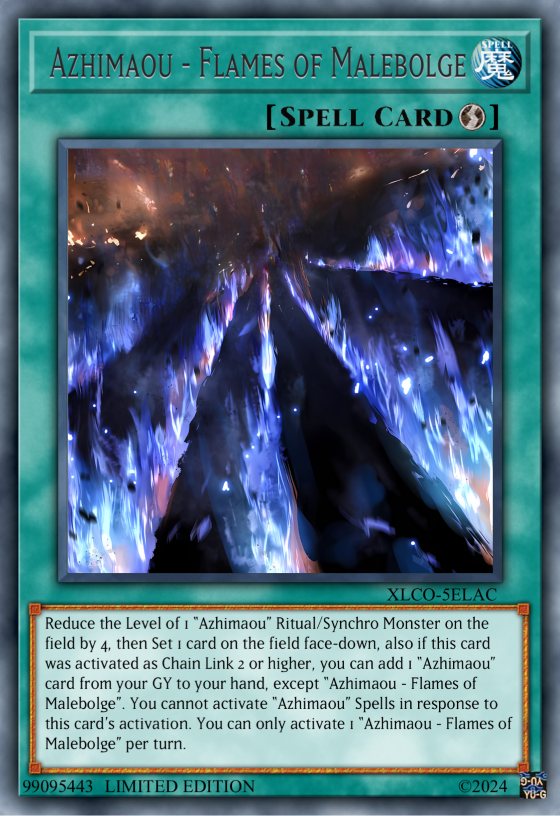 Azhimaou - Flames of Malebolge
SPELL
魔
[Spell Card]
XLCO-5ELAC
Reduce the Level of 1 "Azhimaou" Ritual/Synchro Monster on the
field by 4, then Set 1 card on the field face-down, also if this card
was activated as Chain Link 2 or higher, you can add 1 "Azhimaou"
card from your GY to your hand, except "Azhimaou - Flames of
Malebolge". You cannot activate "Azhimaou" Spells in response to
this card's activation. You can only activate 1 "Azhimaou - Flames of
Malebolge" per turn.
99095443 LIMITED EDITION ©2024
YU-G
YU-G